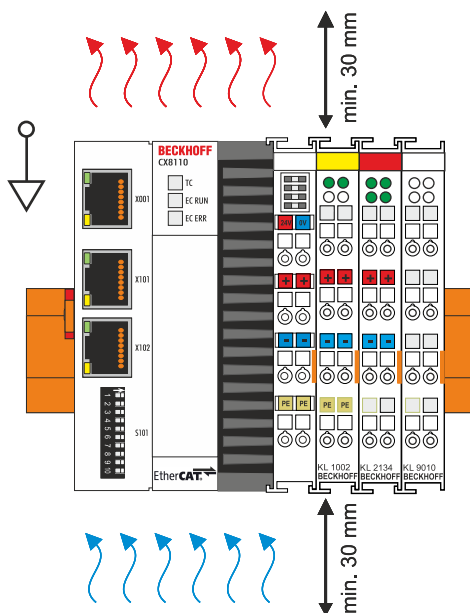 min. 30 mm
BECKHOFF
CX8110
TC
EC RUN
EC ERR
X001
X101
X102
S101
1 2 3 4 5 6 7 8 9 10
EtherCAT
24V 0V
+ + + + + +
- - - - - -
PE PE PE PE
KL 1002
BECKHOFF
KL 2134
BECKHOFF
KL 9010
BECKHOFF
min. 30 mm